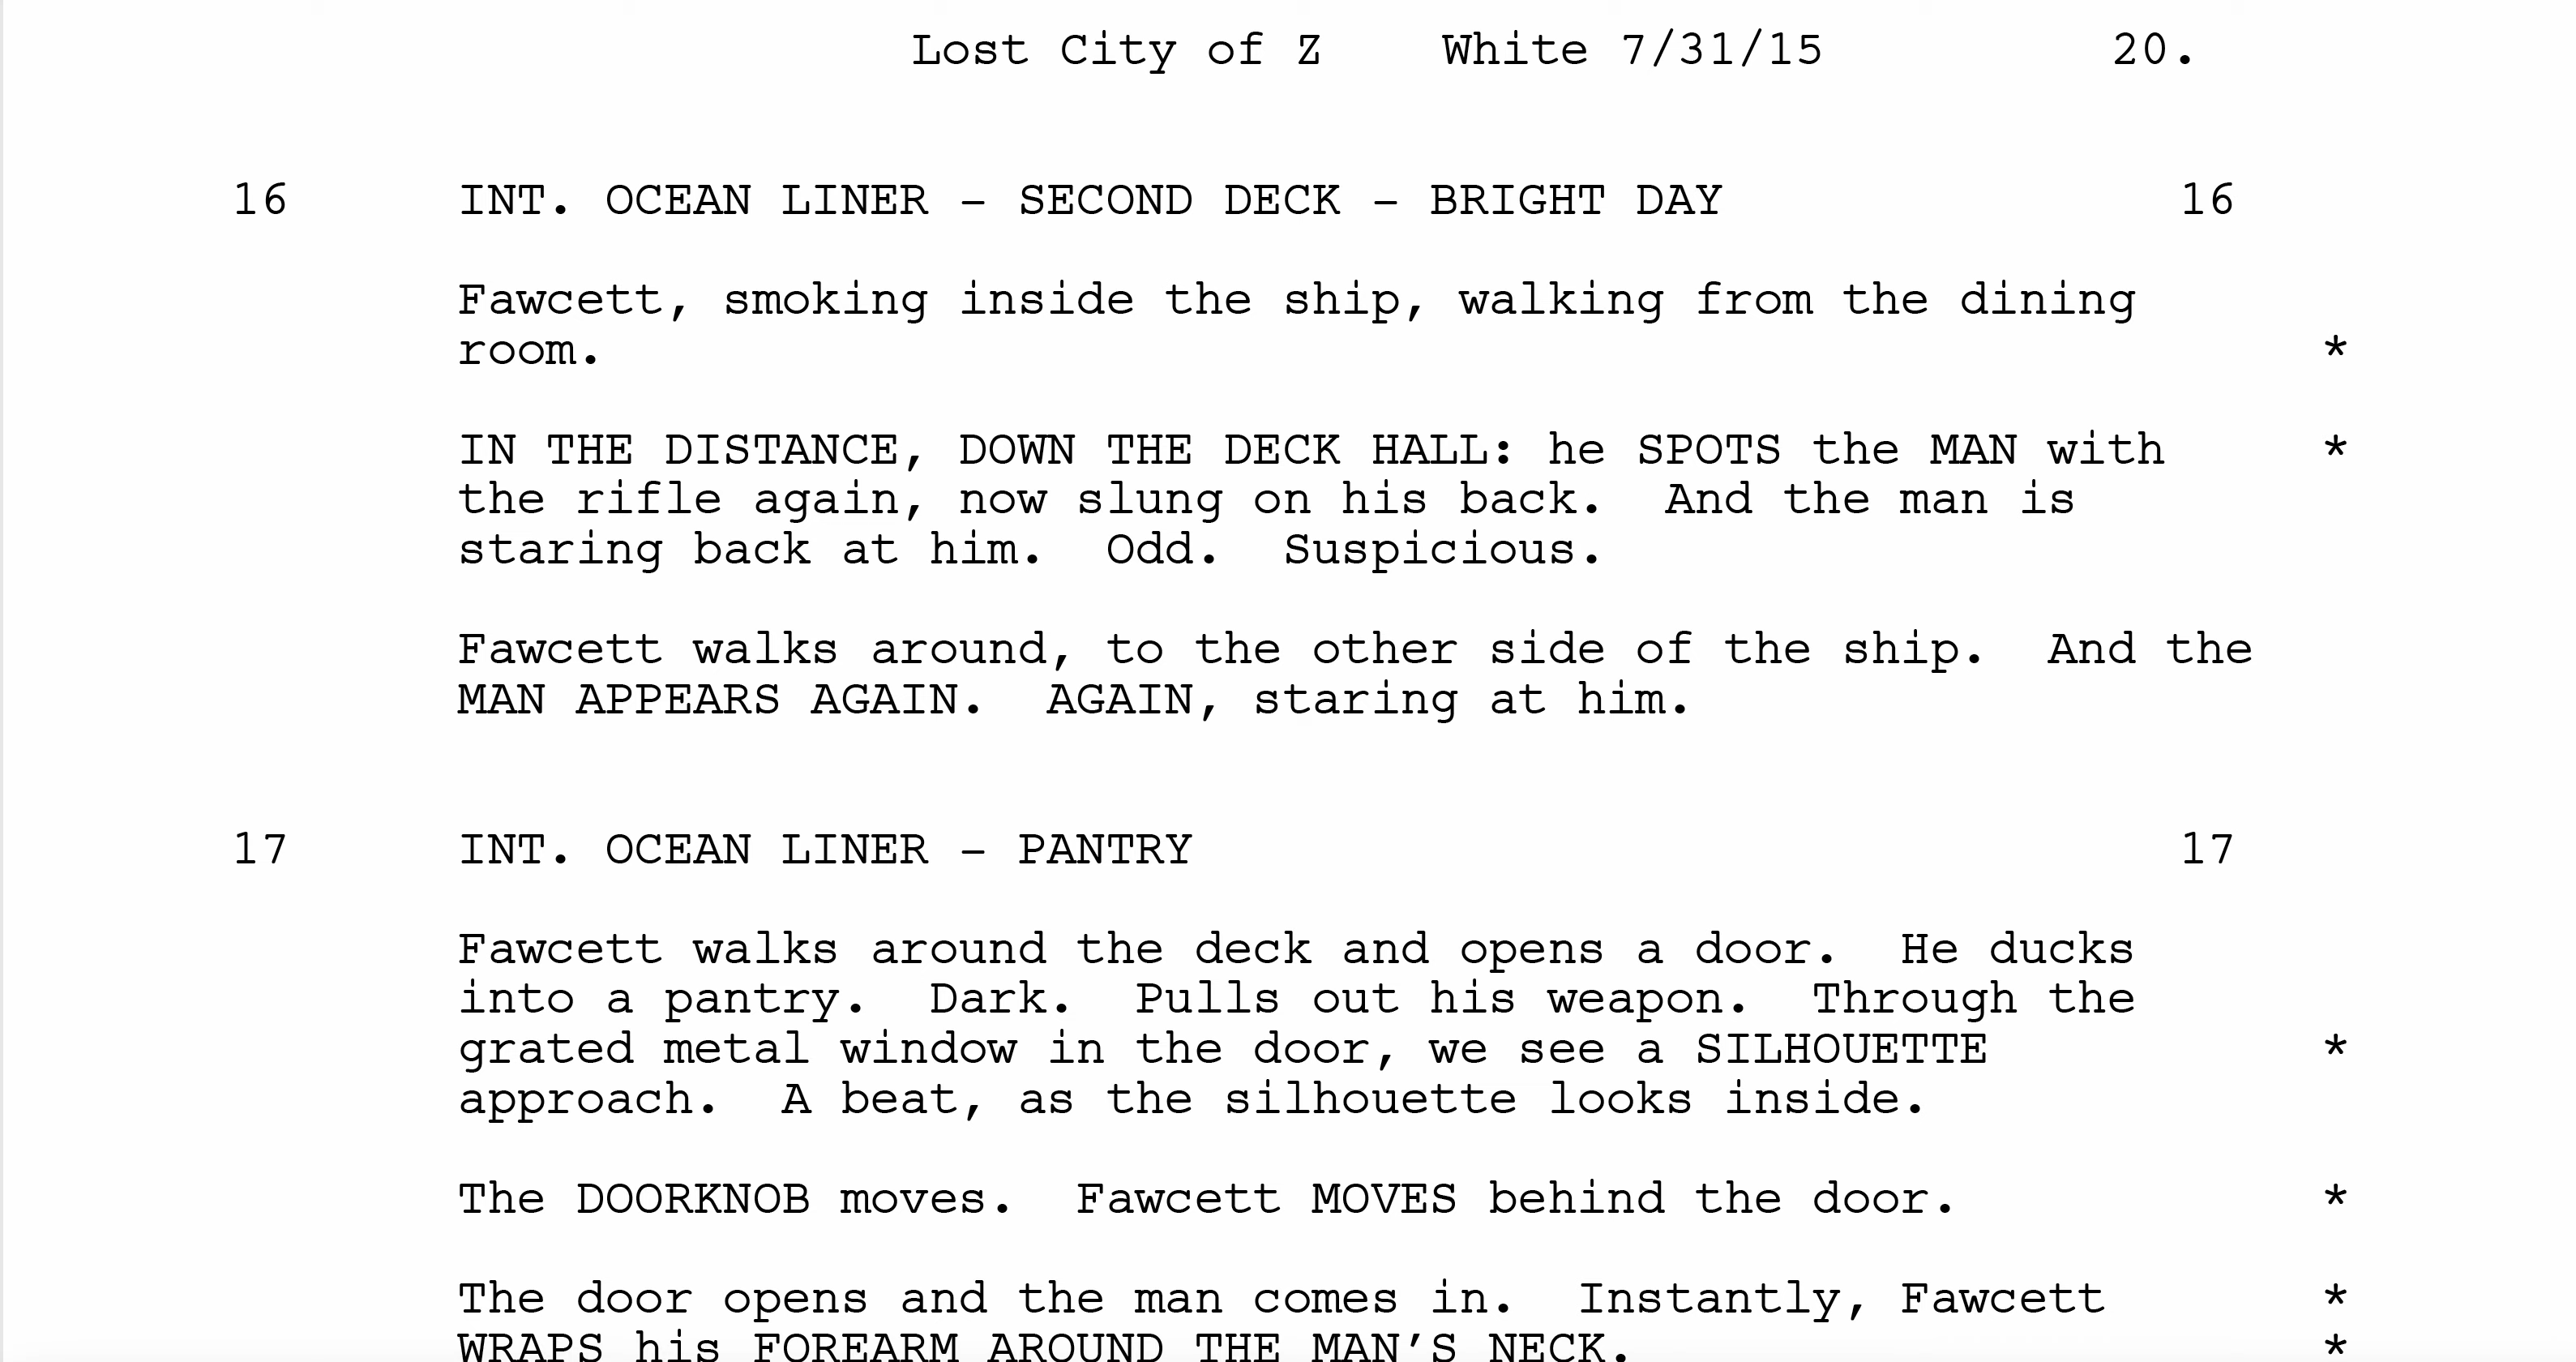 Lost City of Z    White 7/31/15    20.
16    INT. OCEAN LINER – SECOND DECK – BRIGHT DAY    16
Fawcett, smoking inside the ship, walking from the dining
room.    *
IN THE DISTANCE, DOWN THE DECK HALL: he SPOTS the MAN with    *
the rifle again, now slung on his back.  And the man is
staring back at him.  Odd.  Suspicious.
Fawcett walks around, to the other side of the ship.  And the
MAN APPEARS AGAIN.  AGAIN, staring at him.
17    INT. OCEAN LINER – PANTRY    17
Fawcett walks around the deck and opens a door.  He ducks
into a pantry.  Dark.  Pulls out his weapon.  Through the
grated metal window in the door, we see a SILHOUETTE    *
approach.  A beat, as the silhouette looks inside.
The DOORKNOB moves.  Fawcett MOVES behind the door.    *
The door opens and the man comes in.  Instantly, Fawcett    *
WRAPS his FOREARM AROUND THE MAN’S NECK.    *